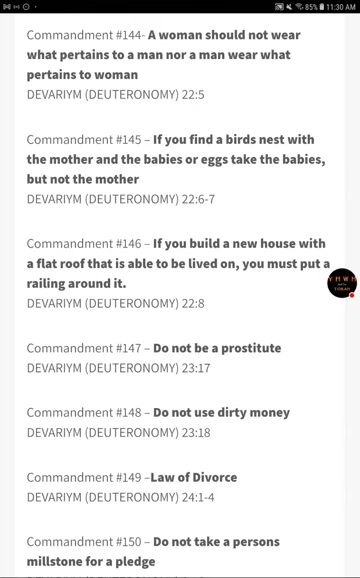 85% 11:30 AM
Commandment #144- A woman should not wear
what pertains to a man nor a man wear what
pertains to woman
DEVARIYM (DEUTERONOMY) 22:5
Commandment #145 – If you find a birds nest with
the mother and the babies or eggs take the babies,
but not the mother
DEVARIYM (DEUTERONOMY) 22:6-7
Commandment #146 – If you build a new house with
a flat roof that is able to be lived on, you must put a
railing around it.
DEVARIYM (DEUTERONOMY) 22:8
Commandment #147 – Do not be a prostitute
DEVARIYM (DEUTERONOMY) 23:17
Commandment #148 – Do not use dirty money
DEVARIYM (DEUTERONOMY) 23:18
Commandment #149 –Law of Divorce
DEVARIYM (DEUTERONOMY) 24:1-4
Commandment #150 – Do not take a persons
millstone for a pledge